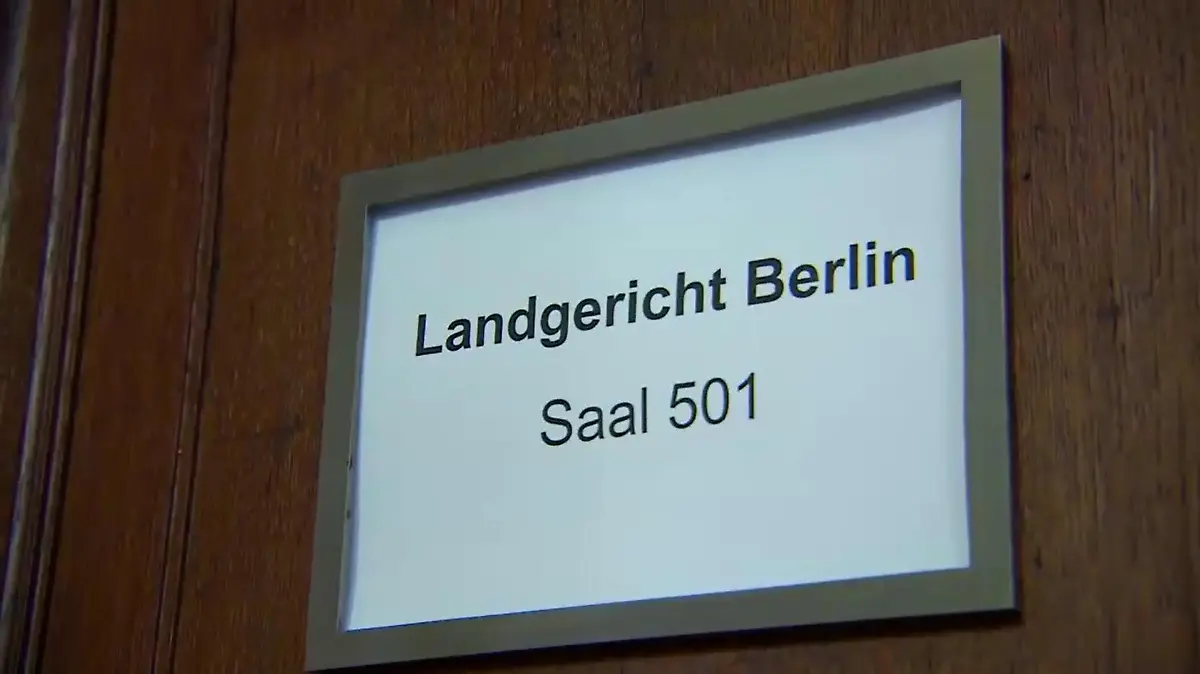 Landgericht Berlin
Saal 501